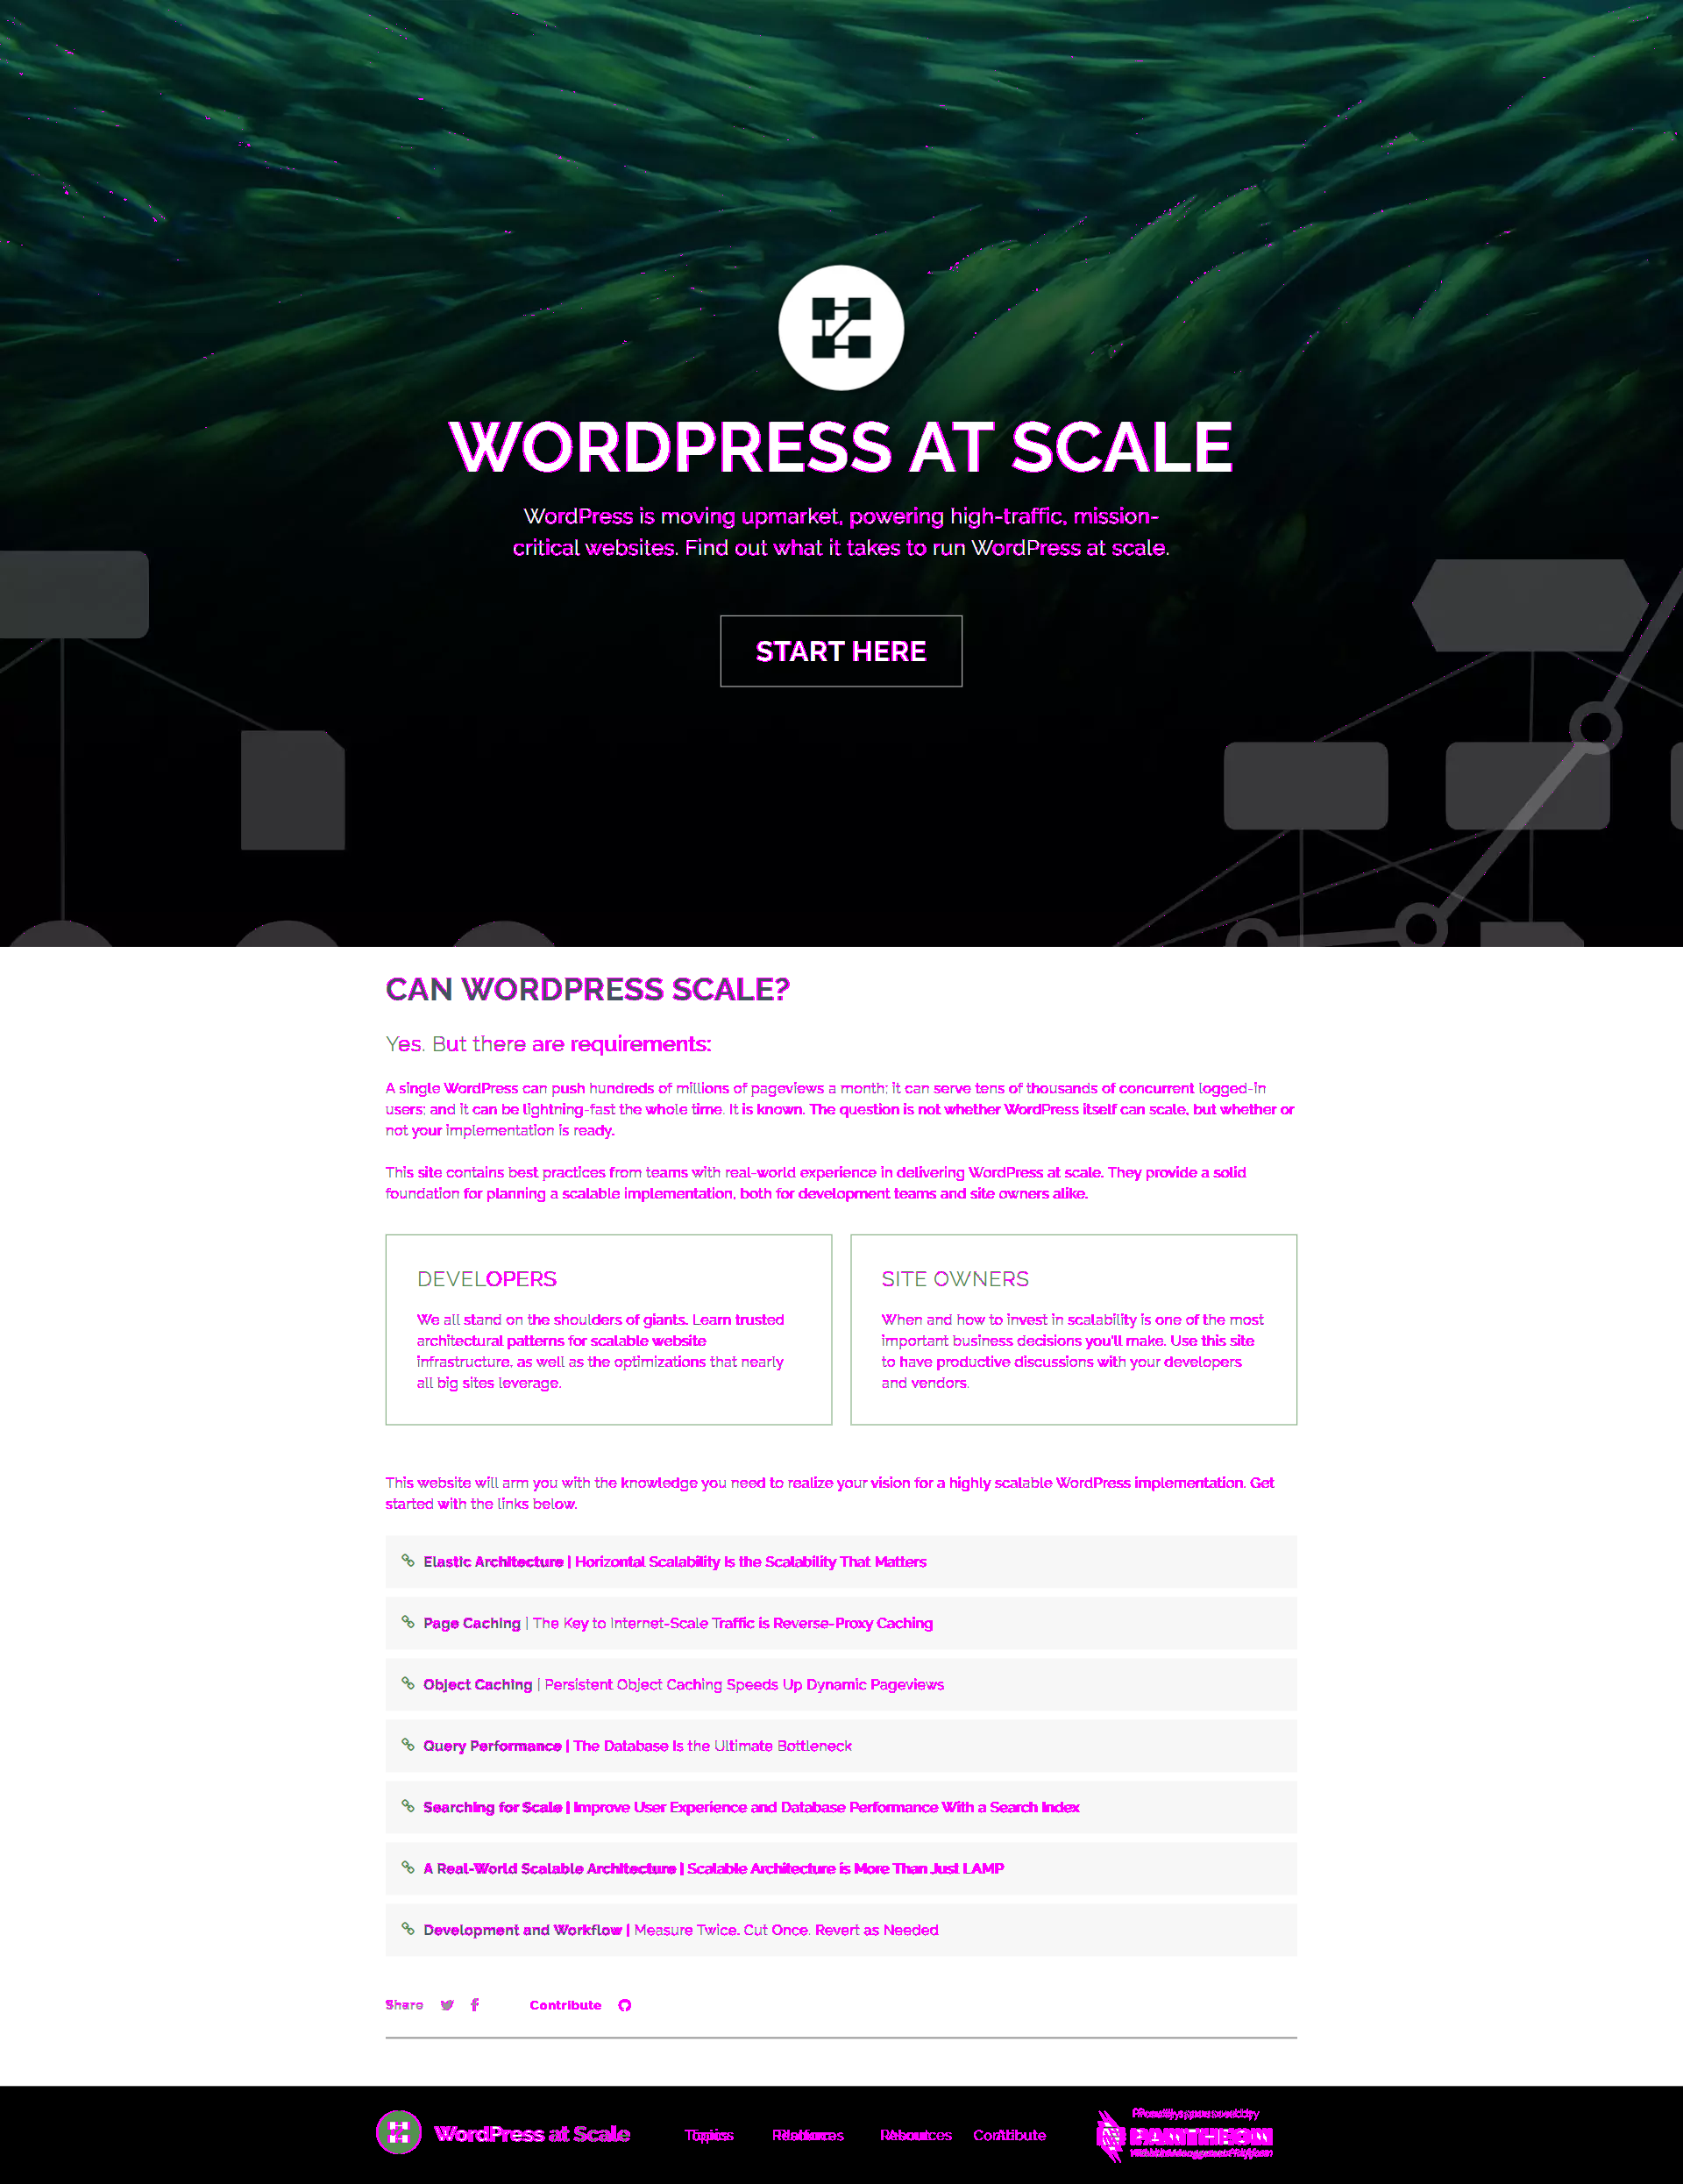 WORDPRESS AT SCALE
WordPress is moving upmarket, powering high-traffic, mission-
critical websites. Find out what it takes to run WordPress at scale.
START HERE
CAN WORDPRESS SCALE?
Yes. But there are requirements:
A single WordPress can push hundreds of millions of pageviews a month; it can serve tens of thousands of concurrent logged-in
users; and it can be lightning-fast the whole time. It is known. The question is not whether WordPress itself can scale, but whether or
not your implementation is ready.
This site contains best practices from teams with real-world experience in delivering WordPress at scale. They provide a solid
foundation for planning a scalable implementation, both for development teams and site owners alike.
DEVELOPERS
We all stand on the shoulders of giants. Learn trusted
architectural patterns for scalable website
infrastructure, as well as the optimizations that nearly
all big sites leverage.
SITE OWNERS
When and how to invest in scalability is one of the most
important business decisions you'll make. Use this site
to have productive discussions with your developers
and vendors.
This website will arm you with the knowledge you need to realize your vision for a highly scalable WordPress implementation. Get
started with the links below.
Elastic Architecture | Horizontal Scalability Is the Scalability That Matters
Page Caching | The Key to Internet-Scale Traffic is Reverse-Proxy Caching
Object Caching | Persistent Object Caching Speeds Up Dynamic Pageviews
Query Performance | The Database Is the Ultimate Bottleneck
Searching for Scale | Improve User Experience and Database Performance With a Search Index
A Real-World Scalable Architecture | Scalable Architecture is More Than Just LAMP
Development and Workflow | Measure Twice, Cut Once, Revert as Needed
Share
Contribute
WordPress at Scale
Topics
PANTHEON